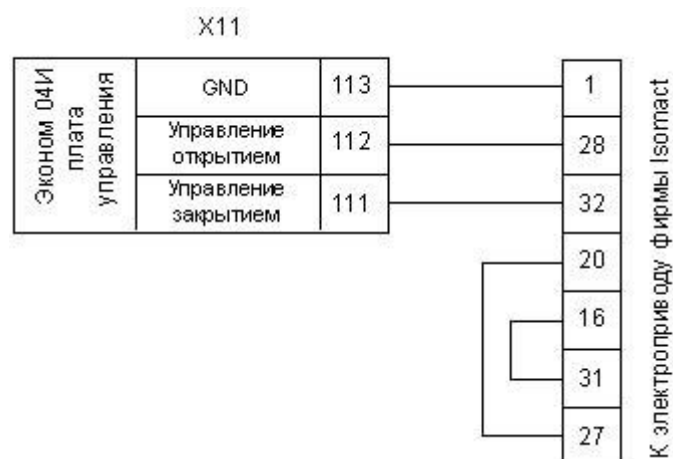 X11
Эконом 04И
плата
управления
GND
113
Управление
открытием
112
Управление
закрытием
111
1
28
32
20
16
31
27
К электроприводу фирмы Isomact